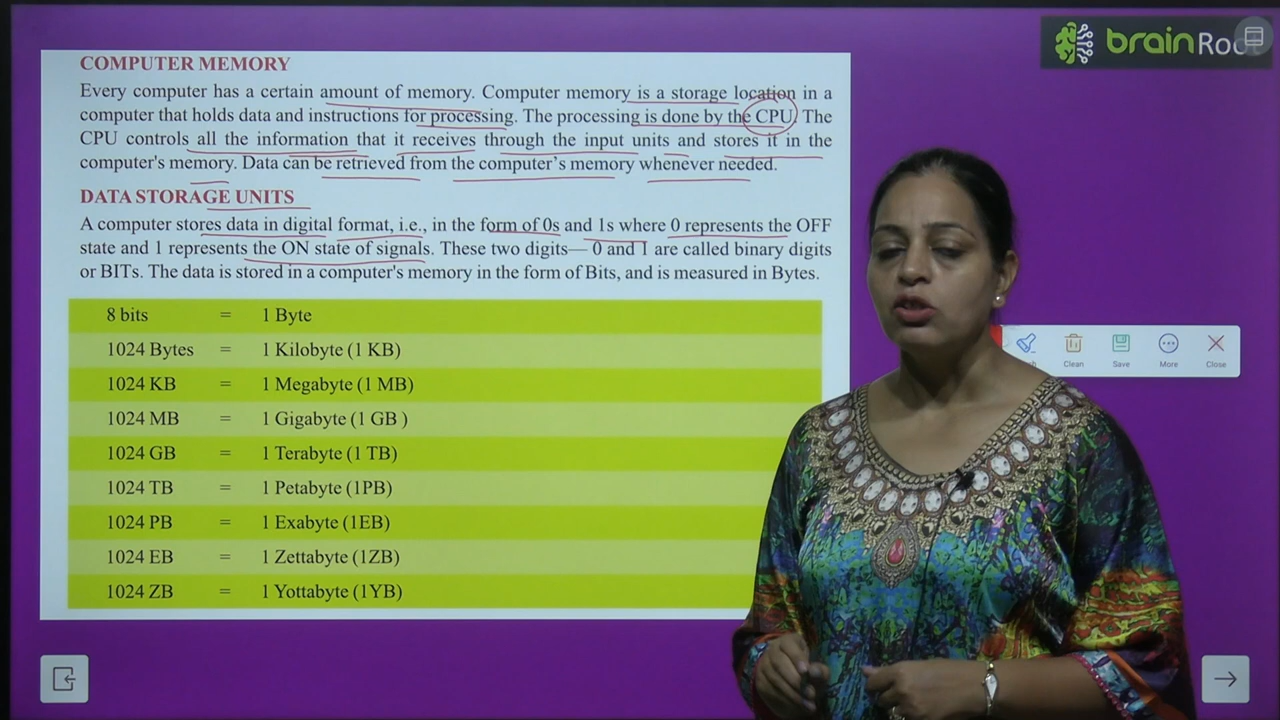 brainRo
COMPUTER MEMORY
Every computer has a certain amount of memory. Computer memory is a storage location in a
computer that holds data and instructions for processing. The processing is done by the CPU. The
CPU controls all the information that it receives through the input units and stores it in the
computer's memory. Data can be retrieved from the computer's memory whenever needed.
DATA STORAGE UNITS
A computer stores data in digital format, i.e., in the form of 0s and 1s where 0 represents the OFF
state and 1 represents the ON state of signals. These two digits— 0 and 1 are called binary digits
or BITs. The data is stored in a computer's memory in the form of Bits, and is measured in Bytes.
8 bits = 1 Byte
1024 Bytes = 1 Kilobyte (1 KB)
1024 KB = 1 Megabyte (1 MB)
1024 MB = 1 Gigabyte (1 GB )
1024 GB = 1 Terabyte (1 TB)
1024 TB = 1 Petabyte (1PB)
1024 PB = 1 Exabyte (1EB)
1024 EB = 1 Zettabyte (1ZB)
1024 ZB = 1 Yottabyte (1YB)
Clean Save More Close